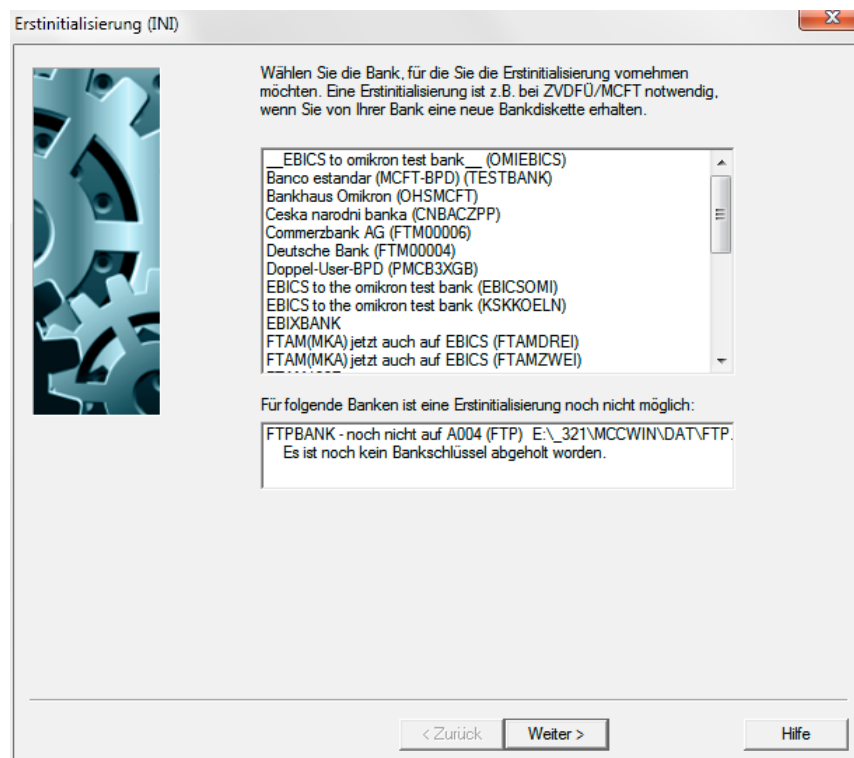 Erstinitialisierung (INI)
Wählen Sie die Bank, für die Sie die Erstinitialisierung vornehmen
möchten. Eine Erstinitialisierung ist z.B. bei ZVDFÜ/MCFT notwendig,
wenn Sie von Ihrer Bank eine neue Bankdiskette erhalten.
__EBICS to omikron test bank__ (OMIEBICS)
Banco estandar (MCFT-BPD) (TESTBANK)
Bankhaus Omikron (OHSMCFT)
Ceska narodni banka (CNBACZPP)
Commerzbank AG (FTM00006)
Deutsche Bank (FTM00004)
Doppel-User-BPD (PMCB3XGB)
EBICS to the omikron test bank (EBICSOMI)
EBICS to the omikron test bank (KSKKOELN)
EBIXBANK
FTAM(MKA) jetzt auch auf EBICS (FTAMDREI)
FTAM(MKA) jetzt auch auf EBICS (FTAMZWEI)
Für folgende Banken ist eine Erstinitialisierung noch nicht möglich:
FTPBANK - noch nicht auf A004 (FTP) E:\_321\MCCWIN\DAT\FTP.
Es ist noch kein Bankschlüssel abgeholt worden.
< Zurück Weiter > Hilfe